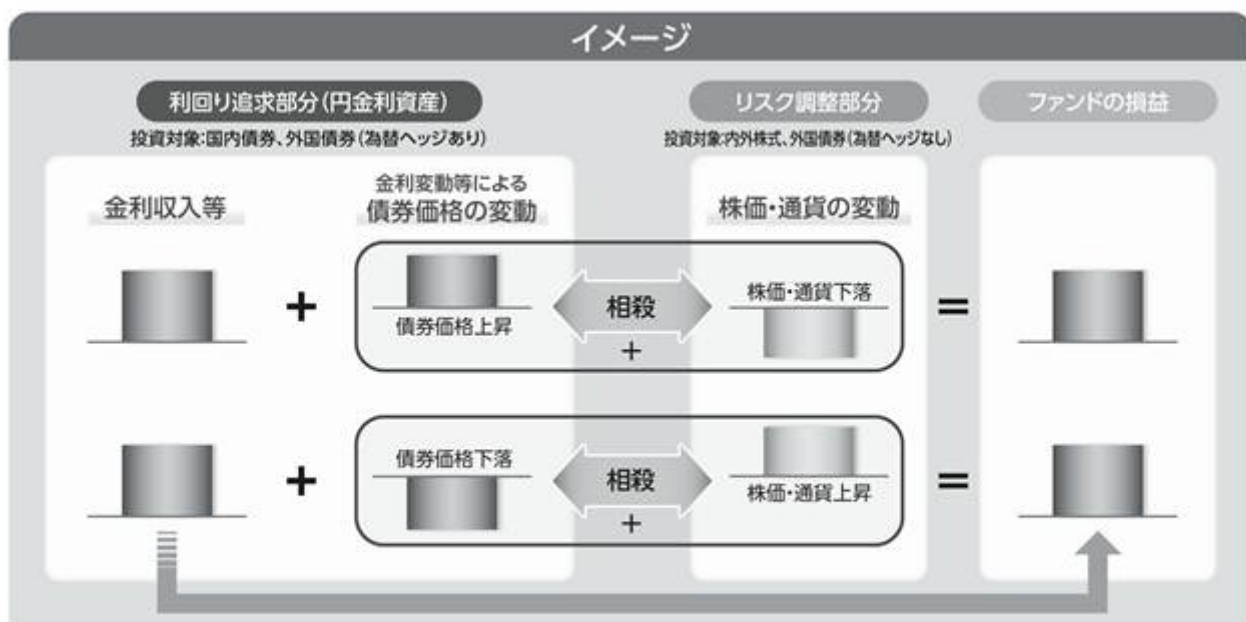 イメージ
利回り追求部分(円金利資産)
投資対象:国内債券、外国債券(為替ヘッジあり)
リスク調整部分
投資対象:内外株式、外国債券(為替ヘッジなし)
ファンドの損益
金利収入等
金利変動等による
債券価格の変動
株価・通貨の変動
+
債券価格上昇
相殺
+
株価・通貨下落
=
+
債券価格下落
相殺
+
株価・通貨上昇
=